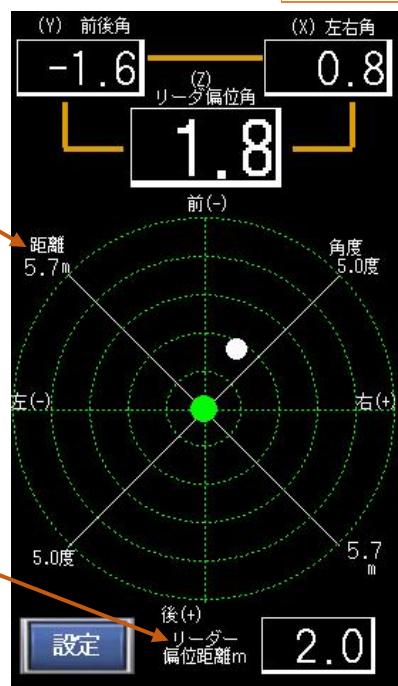 (Y) 前後角
(X) 左右角
-1.6
0.8
(Z)
リーダ偏位角
1.8
前(-)
距離
5.7m
角度
5.0度
左(-)
右(+)
5.0度
5.7
m
後(+)
設定
リーダー
偏位距離m
2.0